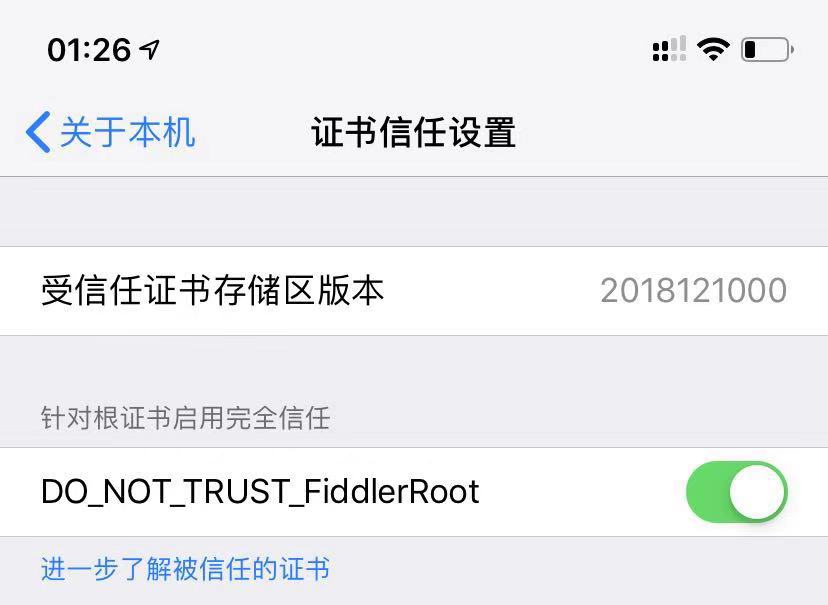 01:26
关于本机
证书信任设置
受信任证书存储区版本 2018121000
针对根证书启用完全信任
DO_NOT_TRUST_FiddlerRoot
进一步了解被信任的证书